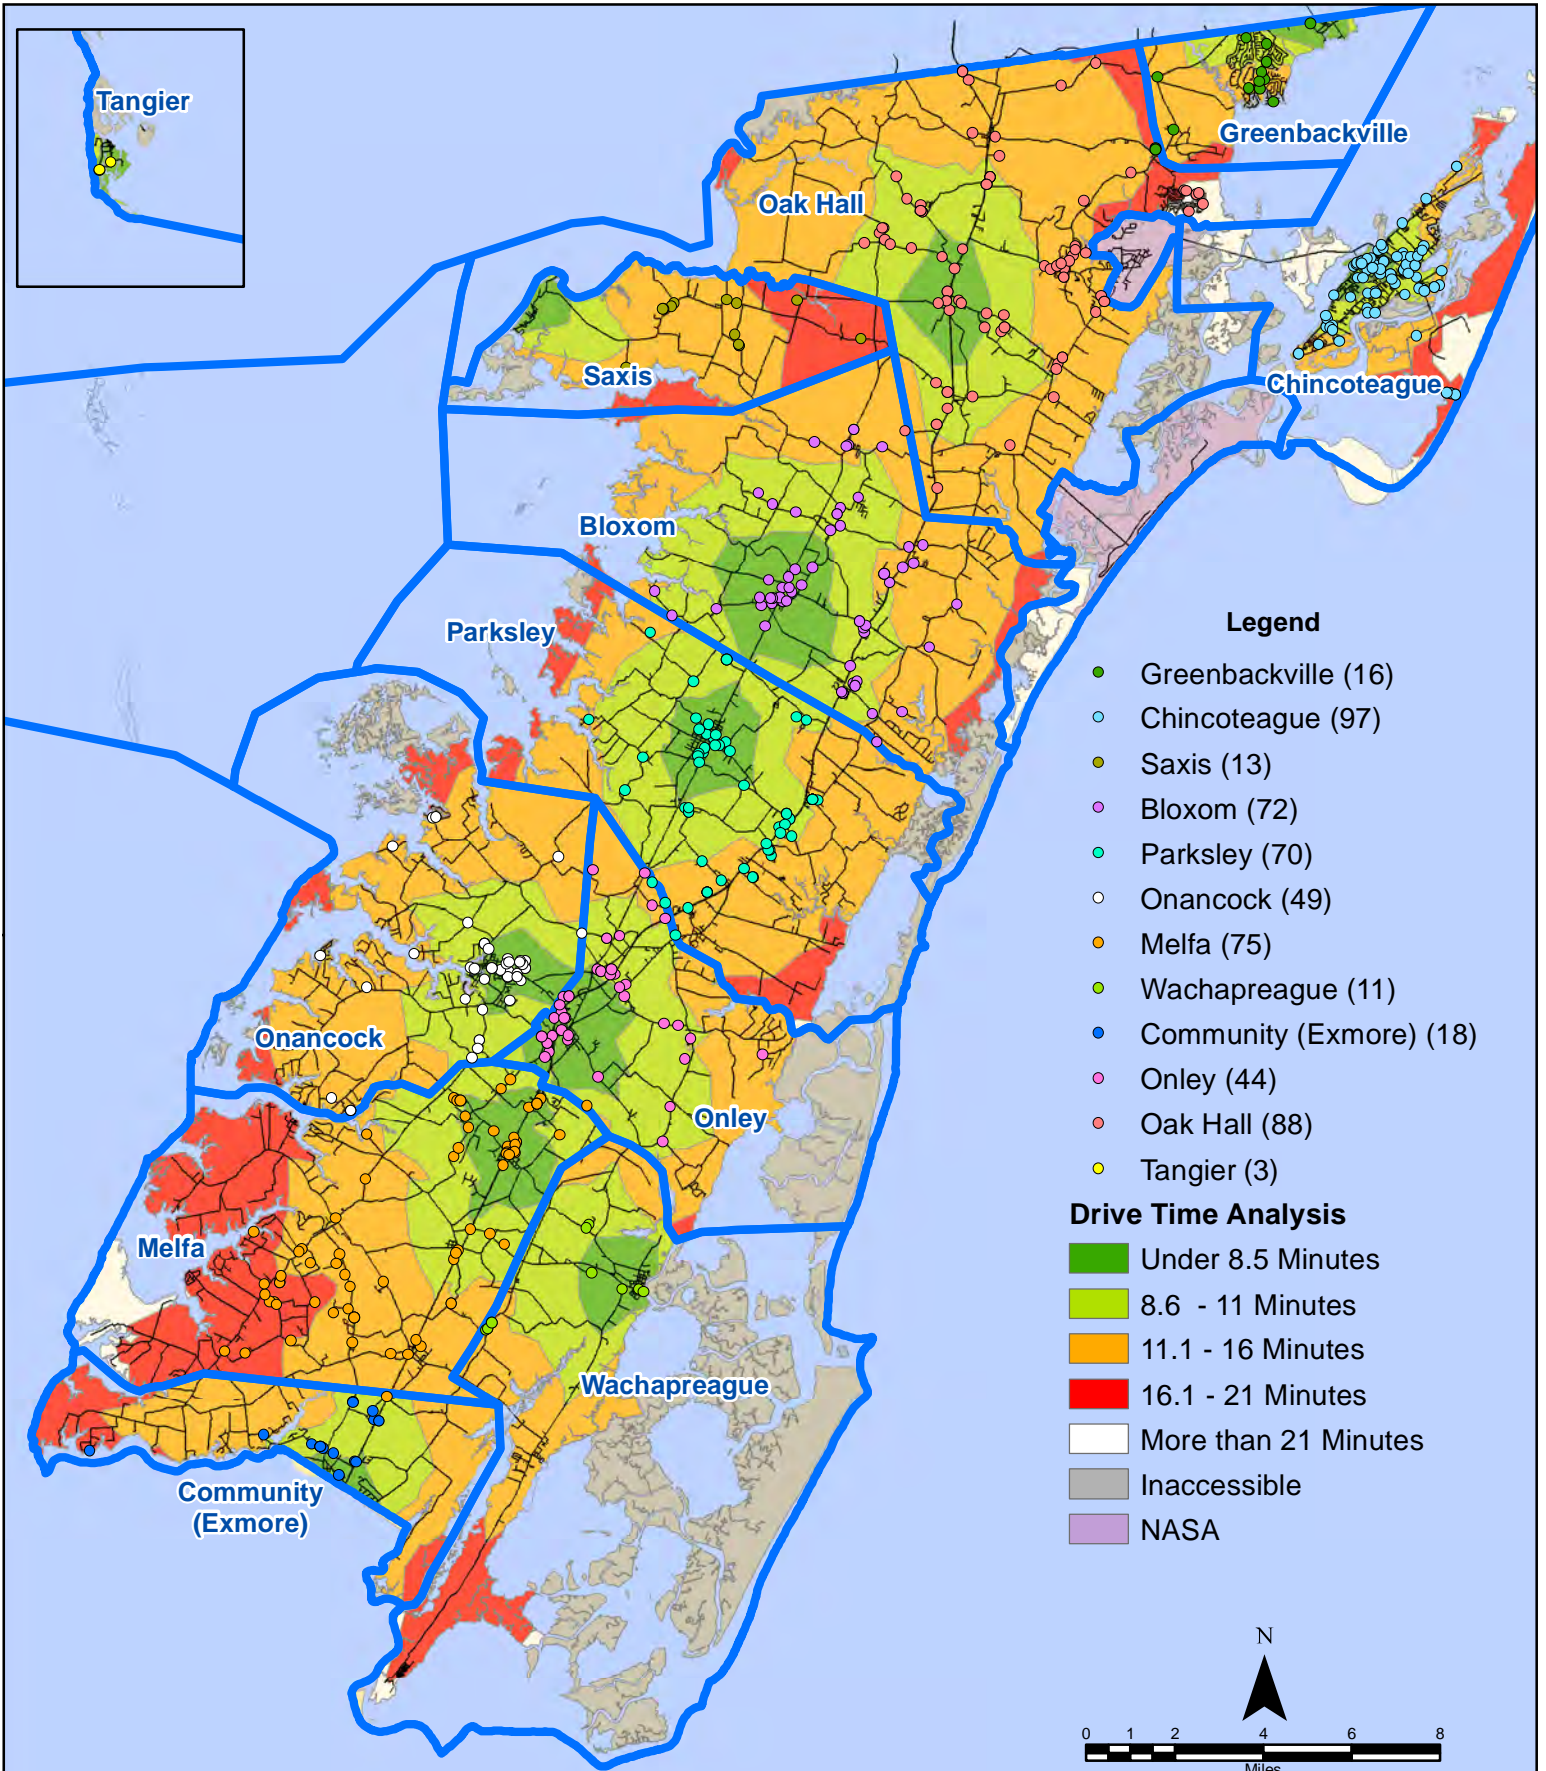 Tangier
Greenbackville
Oak Hall
Saxis
Chincoteague
Bloxom
Parksley
Onancock
Onley
Melfa
Wachapreague
Community
(Exmore)
Legend
Greenbackville (16)
Chincoteague (97)
Saxis (13)
Bloxom (72)
Parksley (70)
Onancock (49)
Melfa (75)
Wachapreague (11)
Community (Exmore) (18)
Onley (44)
Oak Hall (88)
Tangier (3)
Drive Time Analysis
Under 8.5 Minutes
8.6 - 11 Minutes
11.1 - 16 Minutes
16.1 - 21 Minutes
More than 21 Minutes
Inaccessible
NASA
N
0 1 2 4 6 8
Miles